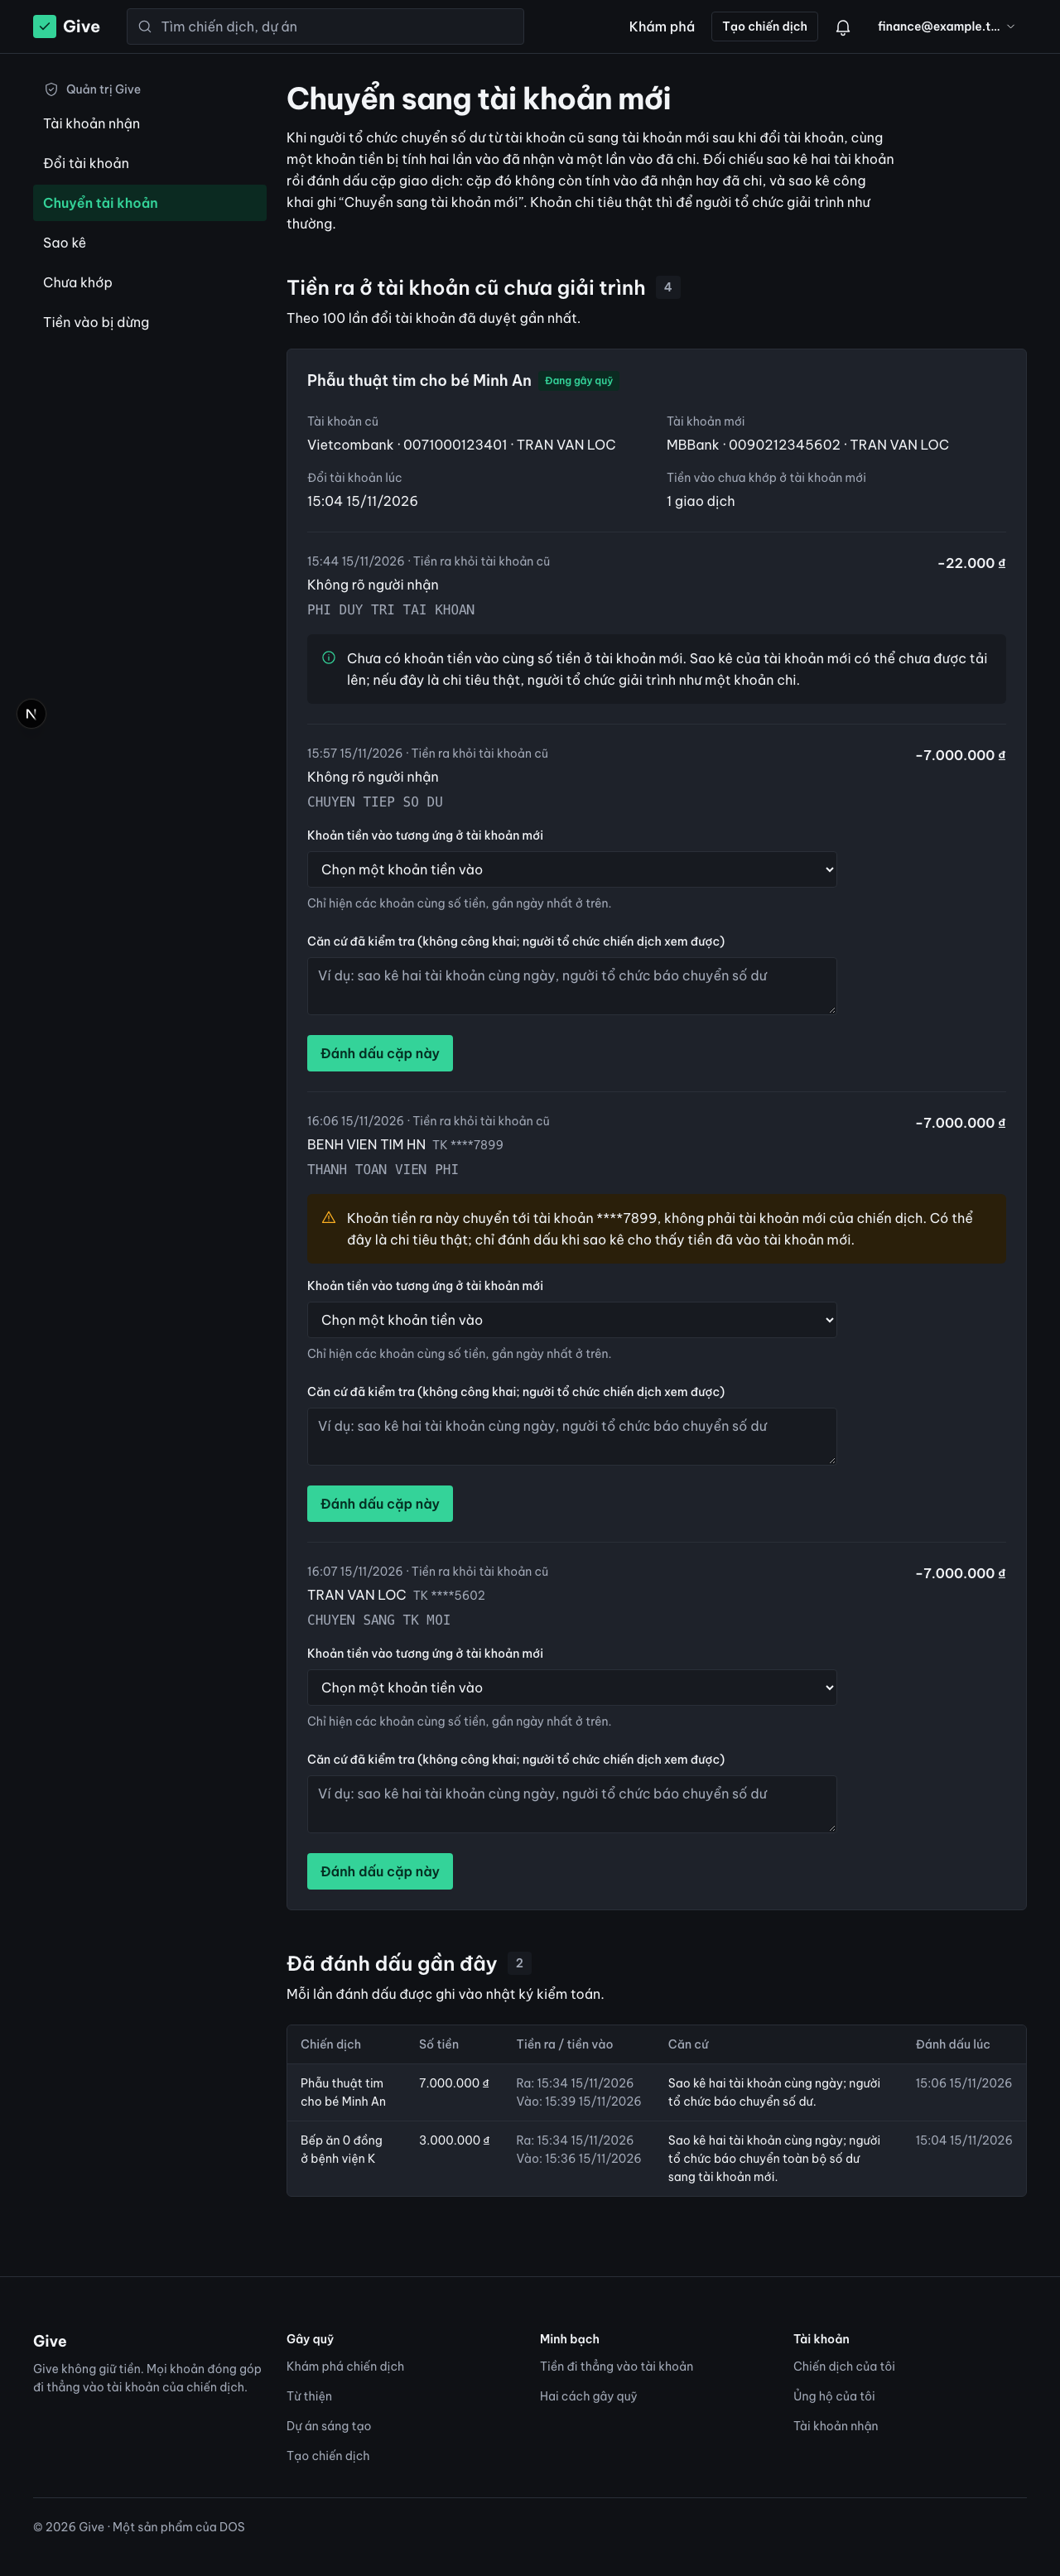 Give
Tìm chiến dịch, dự án
Khám phá
Tạo chiến dịch
finance@example.t...
Quản trị Give
Tài khoản nhận
Đổi tài khoản
Chuyển tài khoản
Sao kê
Chưa khớp
Tiền vào bị dừng
Chuyển sang tài khoản mới
Khi người tổ chức chuyển số dư từ tài khoản cũ sang tài khoản mới sau khi đổi tài khoản, cùng
một khoản tiền bị tính hai lần vào đã nhận và một lần vào đã chi. Đối chiếu sao kê hai tài khoản
rồi đánh dấu cặp giao dịch: cặp đó không còn tính vào đã nhận hay đã chi, và sao kê công
khai ghi “Chuyển sang tài khoản mới”. Khoản chi tiêu thật thì để người tổ chức giải trình như
thường.
Tiền ra ở tài khoản cũ chưa giải trình 4
Theo 100 lần đổi tài khoản đã duyệt gần nhất.
Phẫu thuật tim cho bé Minh An Đang gây quỹ
Tài khoản cũ
Vietcombank · 0071000123401 · TRAN VAN LOC
Tài khoản mới
MBBank · 0090212345602 · TRAN VAN LOC
Đổi tài khoản lúc
15:04 15/11/2026
Tiền vào chưa khớp ở tài khoản mới
1 giao dịch
15:44 15/11/2026 · Tiền ra khỏi tài khoản cũ
-22.000 ₫
Không rõ người nhận
PHI DUY TRI TAI KHOAN
Chưa có khoản tiền vào cùng số tiền ở tài khoản mới. Sao kê của tài khoản mới có thể chưa được tải
lên; nếu đây là chi tiêu thật, người tổ chức giải trình như một khoản chi.
15:57 15/11/2026 · Tiền ra khỏi tài khoản cũ
-7.000.000 ₫
Không rõ người nhận
CHUYEN TIEP SO DU
Khoản tiền vào tương ứng ở tài khoản mới
Chọn một khoản tiền vào
Chỉ hiện các khoản cùng số tiền, gần ngày nhất ở trên.
Căn cứ đã kiểm tra (không công khai; người tổ chức chiến dịch xem được)
Ví dụ: sao kê hai tài khoản cùng ngày, người tổ chức báo chuyển số dư
Đánh dấu cặp này
16:06 15/11/2026 · Tiền ra khỏi tài khoản cũ
-7.000.000 ₫
BENH VIEN TIM HN TK ****7899
THANH TOAN VIEN PHI
Khoản tiền ra này chuyển tới tài khoản ****7899, không phải tài khoản mới của chiến dịch. Có thể
đây là chi tiêu thật; chỉ đánh dấu khi sao kê cho thấy tiền đã vào tài khoản mới.
Khoản tiền vào tương ứng ở tài khoản mới
Chọn một khoản tiền vào
Chỉ hiện các khoản cùng số tiền, gần ngày nhất ở trên.
Căn cứ đã kiểm tra (không công khai; người tổ chức chiến dịch xem được)
Ví dụ: sao kê hai tài khoản cùng ngày, người tổ chức báo chuyển số dư
Đánh dấu cặp này
16:07 15/11/2026 · Tiền ra khỏi tài khoản cũ
-7.000.000 ₫
TRAN VAN LOC TK ****5602
CHUYEN SANG TK MOI
Khoản tiền vào tương ứng ở tài khoản mới
Chọn một khoản tiền vào
Chỉ hiện các khoản cùng số tiền, gần ngày nhất ở trên.
Căn cứ đã kiểm tra (không công khai; người tổ chức chiến dịch xem được)
Ví dụ: sao kê hai tài khoản cùng ngày, người tổ chức báo chuyển số dư
Đánh dấu cặp này
Đã đánh dấu gần đây 2
Mỗi lần đánh dấu được ghi vào nhật ký kiểm toán.
Chiến dịch Số tiền Tiền ra / tiền vào Căn cứ Đánh dấu lúc
Phẫu thuật tim 7.000.000 ₫ Ra: 15:34 15/11/2026 Sao kê hai tài khoản cùng ngày; người 15:06 15/11/2026
cho bé Minh An Vào: 15:39 15/11/2026 tổ chức báo chuyển số dư.
Bếp ăn 0 đồng 3.000.000 ₫ Ra: 15:34 15/11/2026 Sao kê hai tài khoản cùng ngày; người 15:04 15/11/2026
ở bệnh viện K Vào: 15:36 15/11/2026 tổ chức báo chuyển toàn bộ số dư
sang tài khoản mới.
Give
Give không giữ tiền. Mọi khoản đóng góp
đi thẳng vào tài khoản của chiến dịch.
Gây quỹ
Khám phá chiến dịch
Từ thiện
Dự án sáng tạo
Tạo chiến dịch
Minh bạch
Tiền đi thẳng vào tài khoản
Hai cách gây quỹ
Tài khoản
Chiến dịch của tôi
Ủng hộ của tôi
Tài khoản nhận
© 2026 Give · Một sản phẩm của DOS